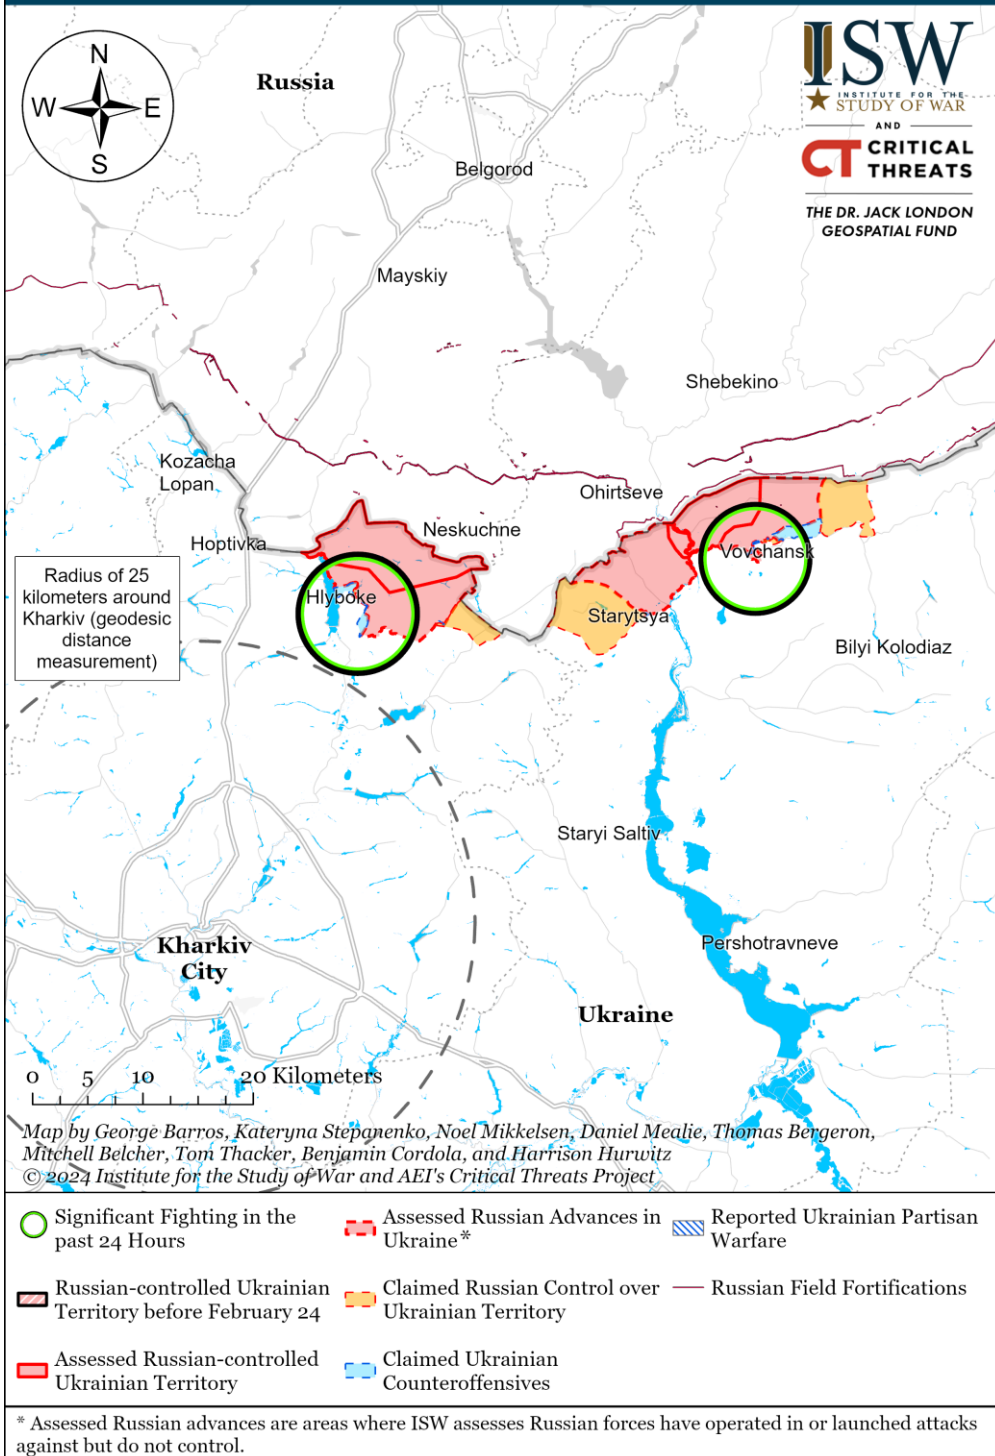 N
W
E
S
Russia
ISW
INSTITUTE FOR THE
STUDY OF WAR
AND
CT CRITICAL
THREATS
THE DR. JACK LONDON
GEOSPATIAL FUND
Belgorod
Mayskiy
Shebekino
Kozacha
Lopan
Ohirtseve
Neskuchne
Hoptivka
Vovchansk
Radius of 25
kilometers around
Kharkiv (geodesic
distance
measurement)
Hlyboke
Starytsya
Bilyi Kolodiaz
Staryi Saltiv
Pershotravneve
Kharkiv
City
Ukraine
0 5 10 20 Kilometers
Map by George Barros, Kateryna Stepanenko, Noel Mikkelsen, Daniel Mealie, Thomas Bergeron,
Mitchell Belcher, Tom Thacker, Benjamin Cordola, and Harrison Hurwitz
© 2024 Institute for the Study of War and AEI's Critical Threats Project
Significant Fighting in the
past 24 Hours
Russian-controlled Ukrainian
Territory before February 24
Assessed Russian-controlled
Ukrainian Territory
Assessed Russian Advances in
Ukraine*
Claimed Russian Control over
Ukrainian Territory
Claimed Ukrainian
Counteroffensives
Reported Ukrainian Partisan
Warfare
Russian Field Fortifications
* Assessed Russian advances are areas where ISW assesses Russian forces have operated in or launched attacks
against but do not control.